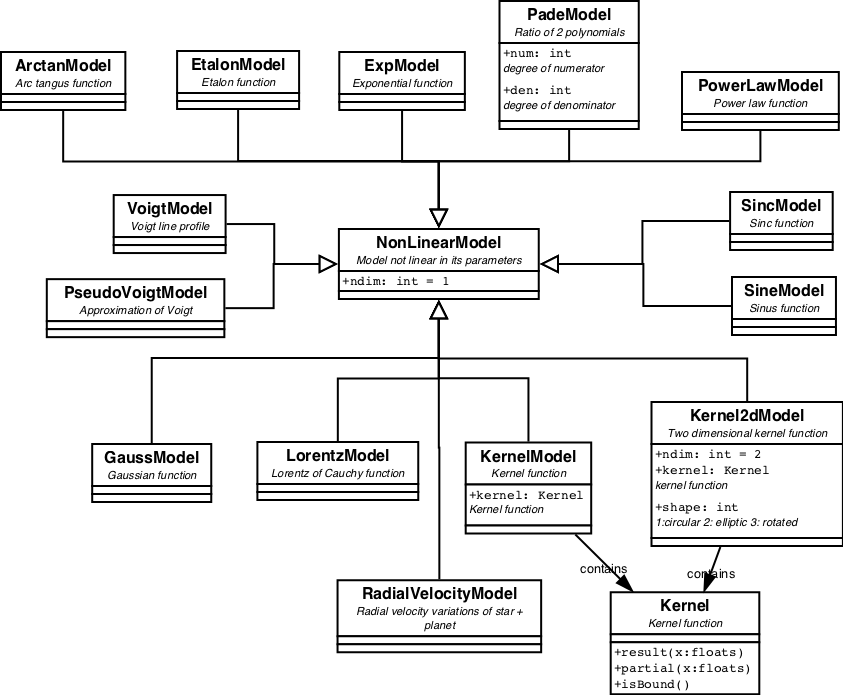 PadeModel
Ratio of 2 polynomials
+num: int
degree of numerator
+den: int
degree of denominator
ArctanModel
Arc tangus function
EtalonModel
Etalon function
ExpModel
Exponential function
PowerLawModel
Power law function
VoigtModel
Voigt line profile
SincModel
Sinc function
NonLinearModel
Model not linear in its parameters
+ndim: int = 1
PseudoVoigtModel
Approximation of Voigt
SineModel
Sinus function
GaussModel
Gaussian function
LorentzModel
Lorentz of Cauchy function
KernelModel
Kernel function
+kernel: Kernel
Kernel function
Kernel2dModel
Two dimensional kernel function
+ndim: int = 2
+kernel: Kernel
kernel function
+shape: int
1:circular 2: elliptic 3: rotated
contains
contains
RadialVelocityModel
Radial velocity variations of star +
planet
Kernel
Kernel function
+result(x:floats)
+partial(x:floats)
+isBound()